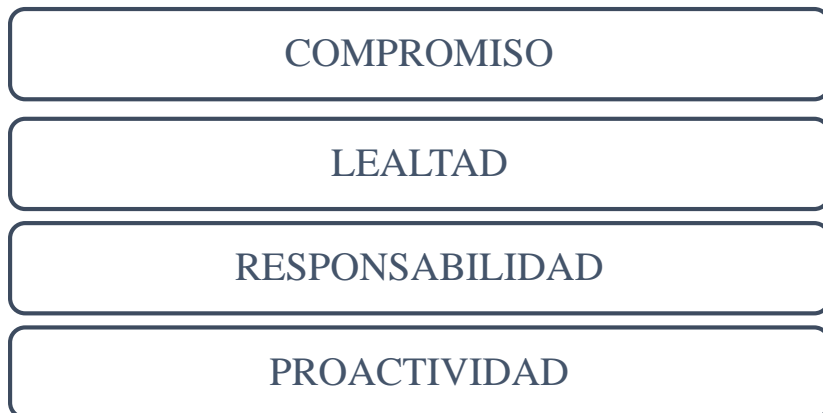 COMPROMISO
LEALTAD
RESPONSABILIDAD
PROACTIVIDAD